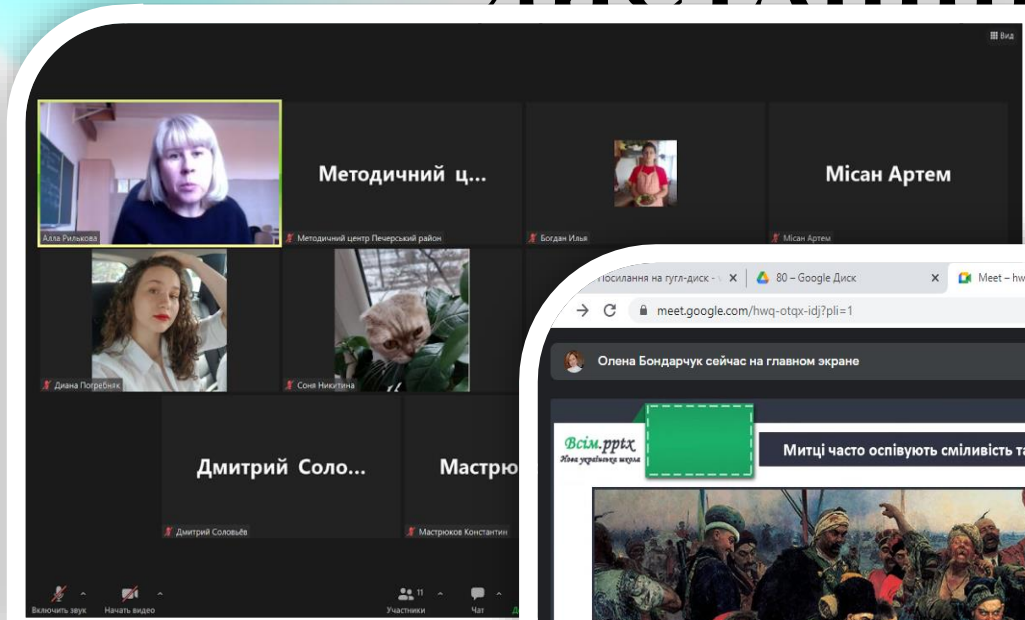 Вид
Методичний ц...
Місан Артем
Алла Рилькова
Методичний центр Печерський район
Богдан Илья
Місан Артем
Диана Погребняк
Соня Никитина
Дмитрий Соло...
Мастрю
Дмитрий Соловьёв
Мастрюков Константин
Включить звук
Начать видео
11
Участники
Чат
Посилання на гугл-диск -
80 – Google Диск
Meet – hw
meet.google.com/hwq-otqx-idj?pli=1
Олена Бондарчук сейчас на главном экране
Всім.pptx
Нова українська школа
Митці часто оспівують сміливість та